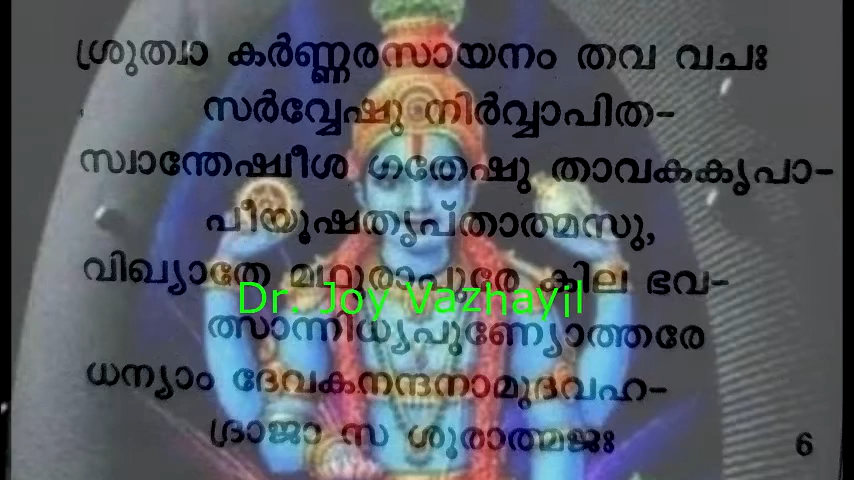 ശ്രുത്വാ കർണ്ണരസായനം തവ വചഃ
സർവ്വേഷു നിർവ്വാപിത–
സ്വാന്തേഷ്വീശ ഗതേഷു താവകകൃപാ–
പീയൂഷതൃപ്താത്മസു,
വിഖ്യാതേ മഥുരാപുരേ കില ഭവ–
Dr. Joy Vazhayil
ത്സാന്നിധ്യപുണ്യോത്തരേ
ധന്യാം ദേവകനന്ദനാമുദവഹ–
ദ്രാജാ സ ശൂരാത്മജഃ 6